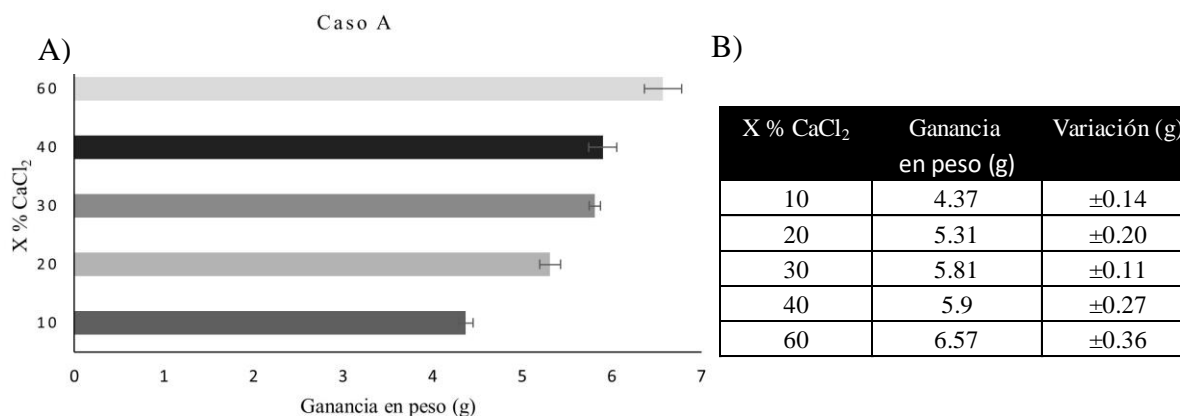 Caso A
A)
60
40
30
20
10
X % CaCl₂
0 1 2 3 4 5 6 7
Ganancia en peso (g)
B)
X % CaCl₂ Ganancia en peso (g) Variación (g)
10 4.37 ±0.14
20 5.31 ±0.20
30 5.81 ±0.11
40 5.9 ±0.27
60 6.57 ±0.36